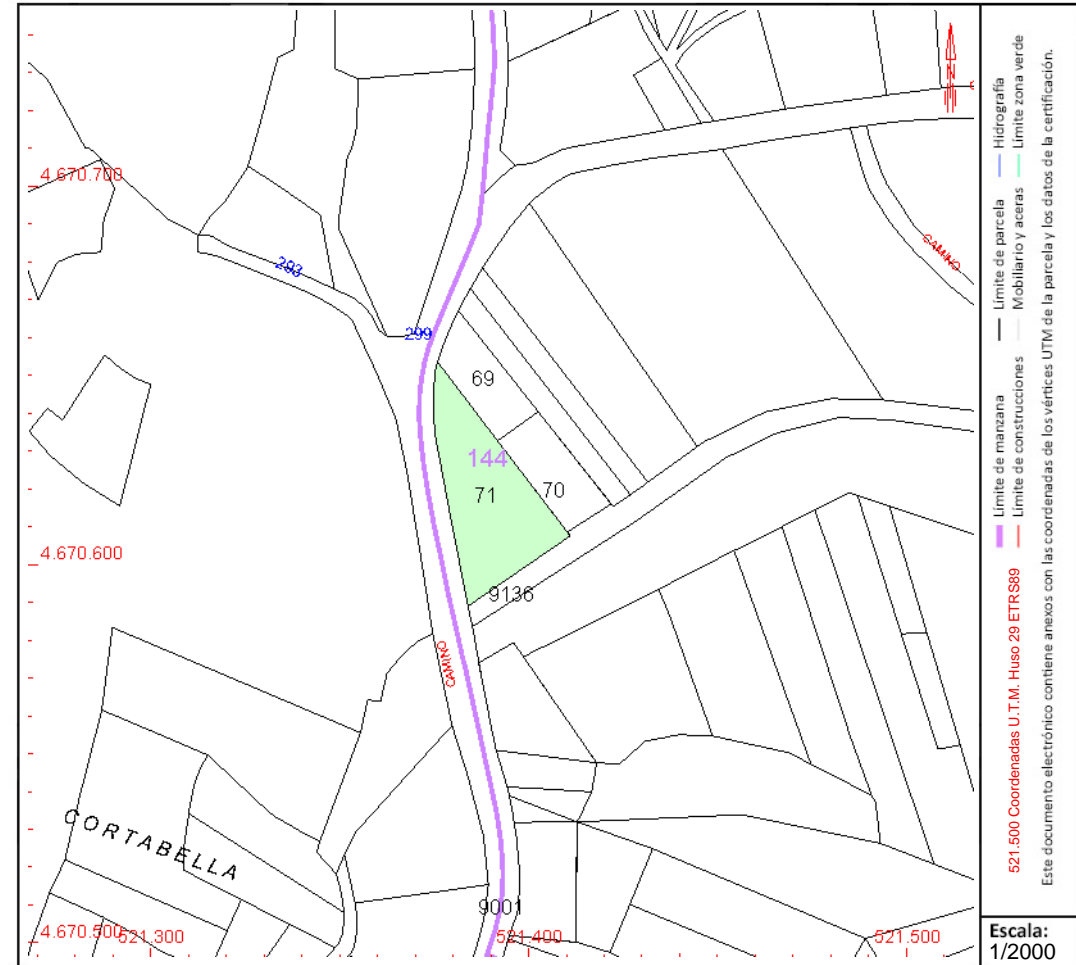 N
4.670.700
CAMINO
293
299
69
144
71
70
4.670.600
9136
CAMINO
CORTABELLA
9001
4.670.500
521.300
521.400
521.500
Límite de manzana
Límite de parcela
Hidrografía
Límite de construcciones
Mobiliario y aceras
Límite zona verde
521.500 Coordenadas U.T.M. Huso 29 ETRS89
Este documento electrónico contiene anexos con las coordenadas de los vértices UTM de la parcela y los datos de la certificación.
Escala:
1/2000